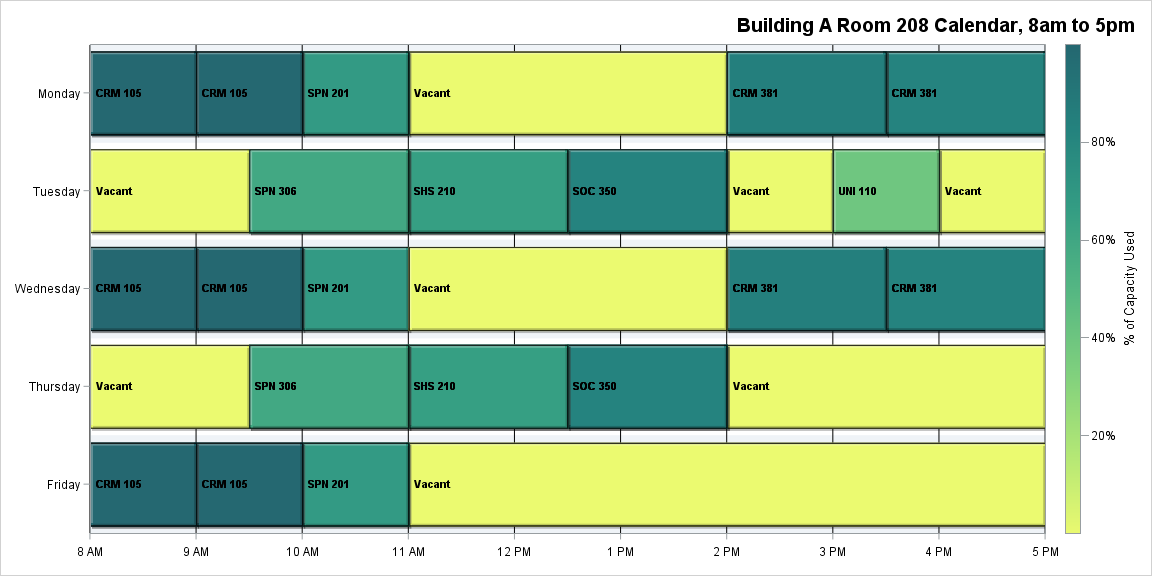 Building A Room 208 Calendar, 8am to 5pm
Monday
CRM 105
CRM 105
SPN 201
Vacant
CRM 381
CRM 381
Tuesday
Vacant
SPN 306
SHS 210
SOC 350
Vacant
UNI 110
Vacant
Wednesday
CRM 105
CRM 105
SPN 201
Vacant
CRM 381
CRM 381
Thursday
Vacant
SPN 306
SHS 210
SOC 350
Vacant
Friday
CRM 105
CRM 105
SPN 201
Vacant
8 AM
9 AM
10 AM
11 AM
12 PM
1 PM
2 PM
3 PM
4 PM
5 PM
80%
60%
40%
20%
% of Capacity Used